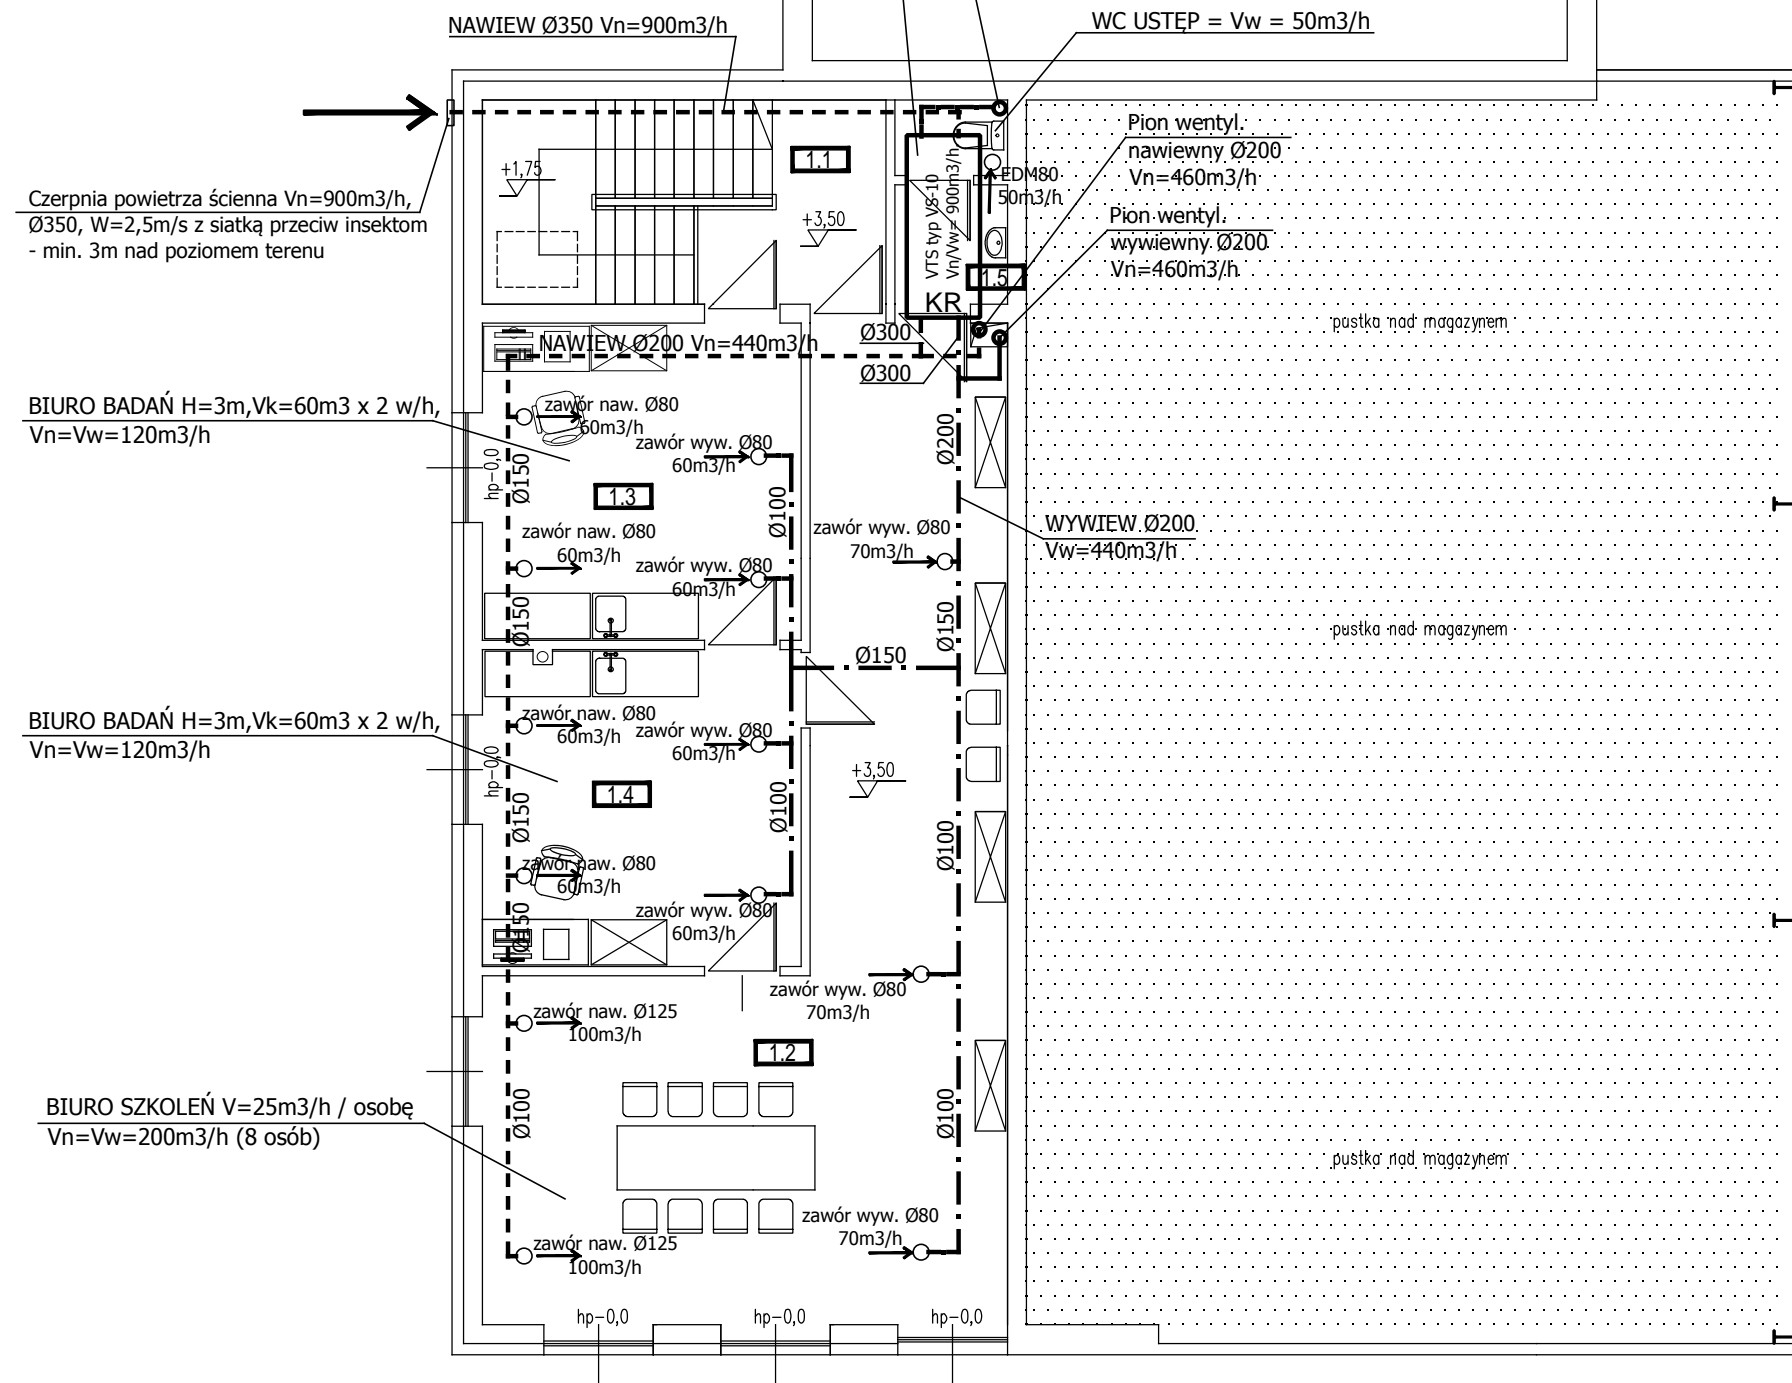 NAWIEW Ø350 Vn=900m3/h
WC USTĘP = Vw = 50m3/h
Czerpnia powietrza ścienna Vn=900m3/h,
Ø350, W=2,5m/s z siatką przeciw insektom
- min. 3m nad poziomem terenu
+1,75
1.1
+3,50
VTS typ VS-10
Vn/Vw= 900m3/h
KR
EDM80
50m3/h
1.5
Pion wentyl.
nawiewny Ø200
Vn=460m3/h
Pion wentyl.
wywiewny Ø200
Vn=460m3/h
pustka nad magazynem
NAWIEW Ø200 Vn=440m3/h
Ø300
Ø300
BIURO BADAŃ H=3m,Vk=60m3 x 2 w/h,
Vn=Vw=120m3/h
zawór naw. Ø80
60m3/h
zawór wyw. Ø80
60m3/h
hp-0,0
Ø150
1.3
Ø100
Ø200
zawór naw. Ø80
60m3/h
zawór wyw. Ø80
60m3/h
zawór wyw. Ø80
70m3/h
WYWIEW Ø200
Vw=440m3/h
Ø150
Ø150
Ø150
pustka nad magazynem
BIURO BADAŃ H=3m,Vk=60m3 x 2 w/h,
Vn=Vw=120m3/h
zawór naw. Ø80
60m3/h
zawór wyw. Ø80
60m3/h
hp-0,0
1.4
+3,50
Ø150
Ø100
Ø100
zawór naw. Ø80
60m3/h
zawór wyw. Ø80
60m3/h
Ø150
zawór wyw. Ø80
70m3/h
zawór naw. Ø125
100m3/h
1.2
BIURO SZKOLEŃ V=25m3/h / osobę
Vn=Vw=200m3/h (8 osób)
Ø100
Ø100
pustka nad magazynem
zawór wyw. Ø80
70m3/h
zawór naw. Ø125
100m3/h
hp-0,0
hp-0,0
hp-0,0